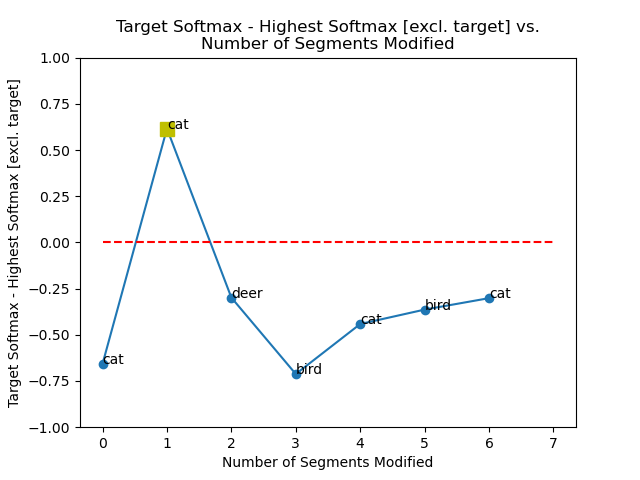 Target Softmax - Highest Softmax [excl. target] vs.
Number of Segments Modified
Target Softmax - Highest Softmax [excl. target]
1.00
0.75
0.50
0.25
0.00
−0.25
−0.50
−0.75
−1.00
cat
cat
deer
bird
cat
bird
cat
0 1 2 3 4 5 6 7
Number of Segments Modified